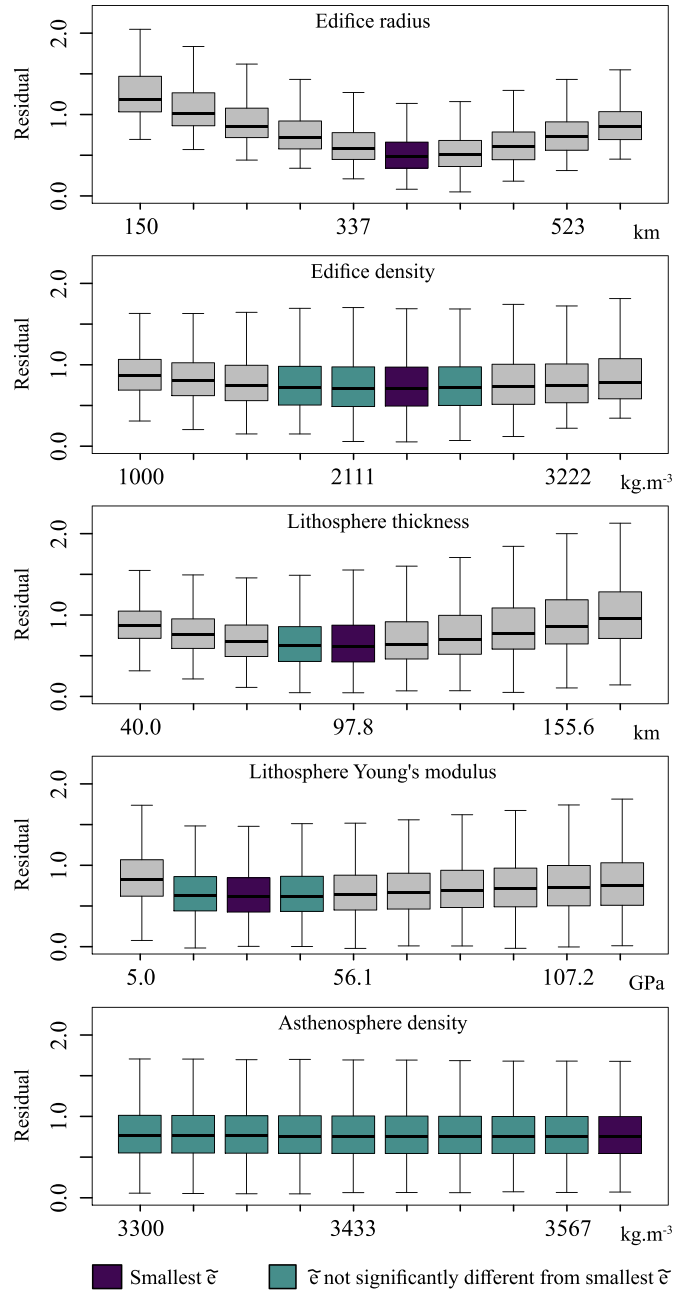 Edifice radius
Residual
2.0
1.0
0.0
150 337 523 km
Edifice density
Residual
2.0
1.0
0.0
1000 2111 3222 kg.m-3
Lithosphere thickness
Residual
2.0
1.0
0.0
40.0 97.8 155.6 km
Lithosphere Young's modulus
Residual
2.0
1.0
0.0
5.0 56.1 107.2 GPa
Asthenosphere density
Residual
2.0
1.0
0.0
3300 3433 3567 kg.m-3
Smallest ẽ ẽ not significantly different from smallest ẽ